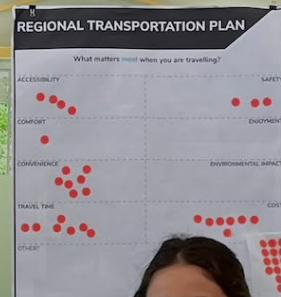 REGIONAL TRANSPORTATION PLAN
What matters most when you are travelling?
ACCESSIBILITY
SAFETY
COMFORT
ENJOYMENT
CONVENIENCE
ENVIRONMENTAL IMPACT
TRAVEL TIME
COST
OTHER?